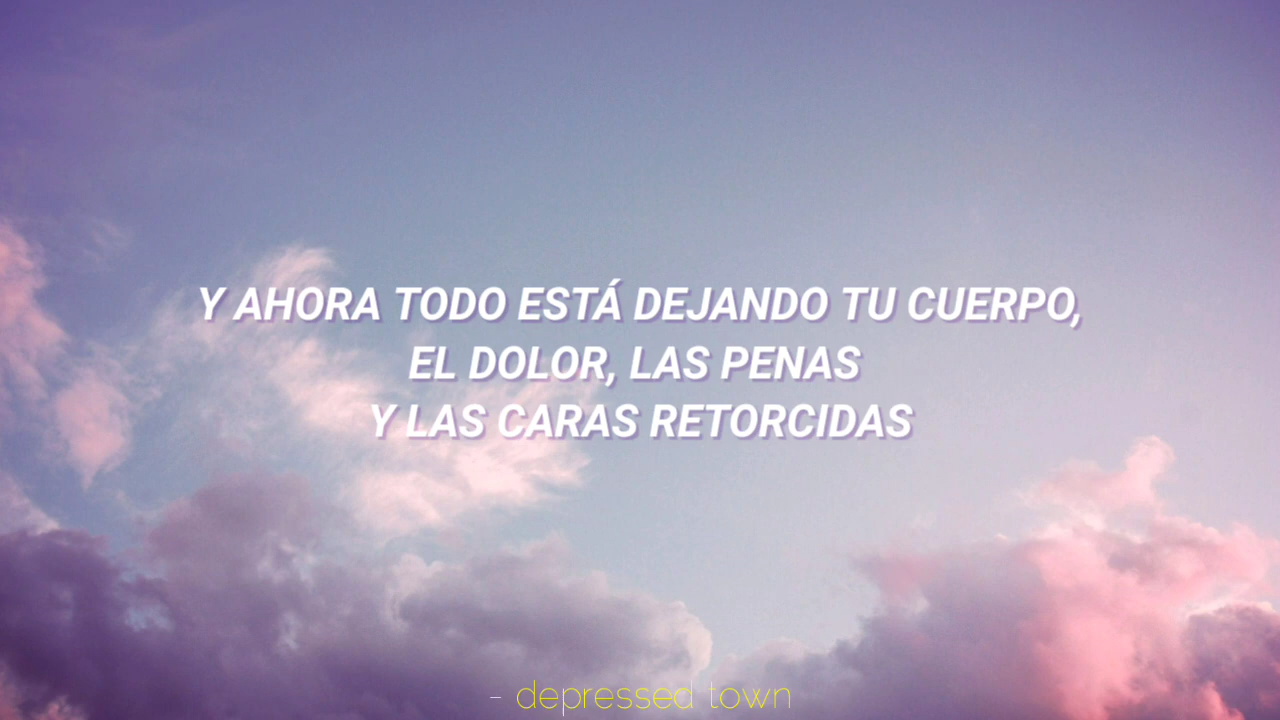 Y AHORA TODO ESTÁ DEJANDO TU CUERPO,
EL DOLOR, LAS PENAS
Y LAS CARAS RETORCIDAS
- depressed town